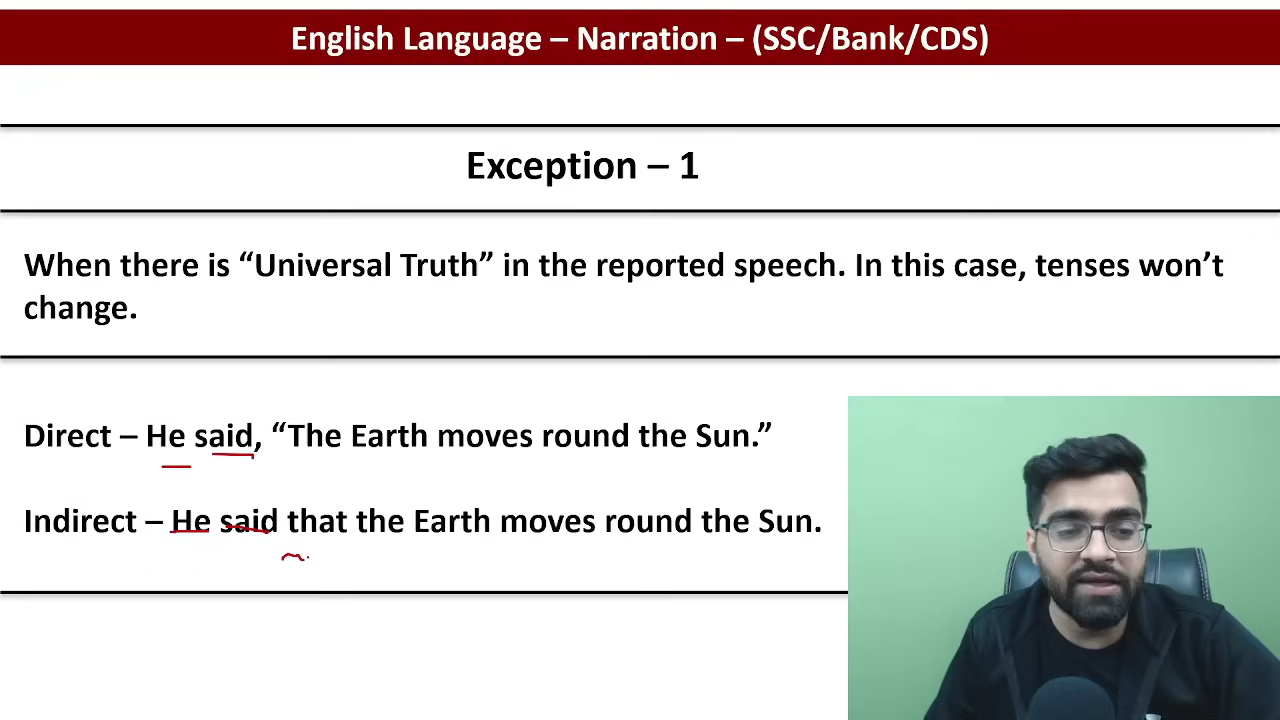 English Language – Narration – (SSC/Bank/CDS)
Exception – 1
When there is “Universal Truth” in the reported speech. In this case, tenses won’t
change.
Direct – He said, “The Earth moves round the Sun.”
Indirect – He said that the Earth moves round the Sun.